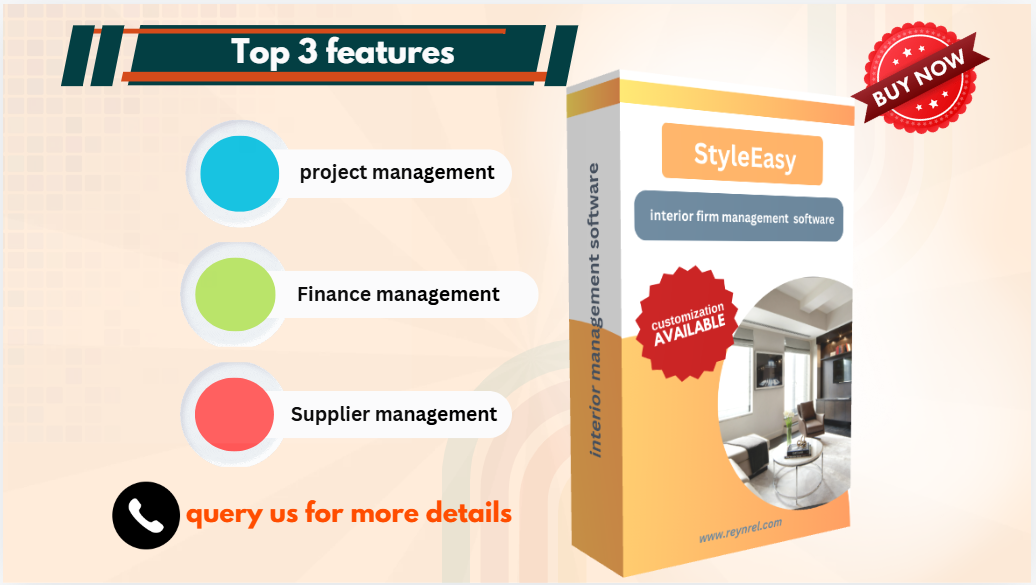 Top 3 features
BUY NOW
project management
Finance management
Supplier management
query us for more details
StyleEasy
interior firm management software
interior management software
customization
AVAILABLE
www.reynrel.com